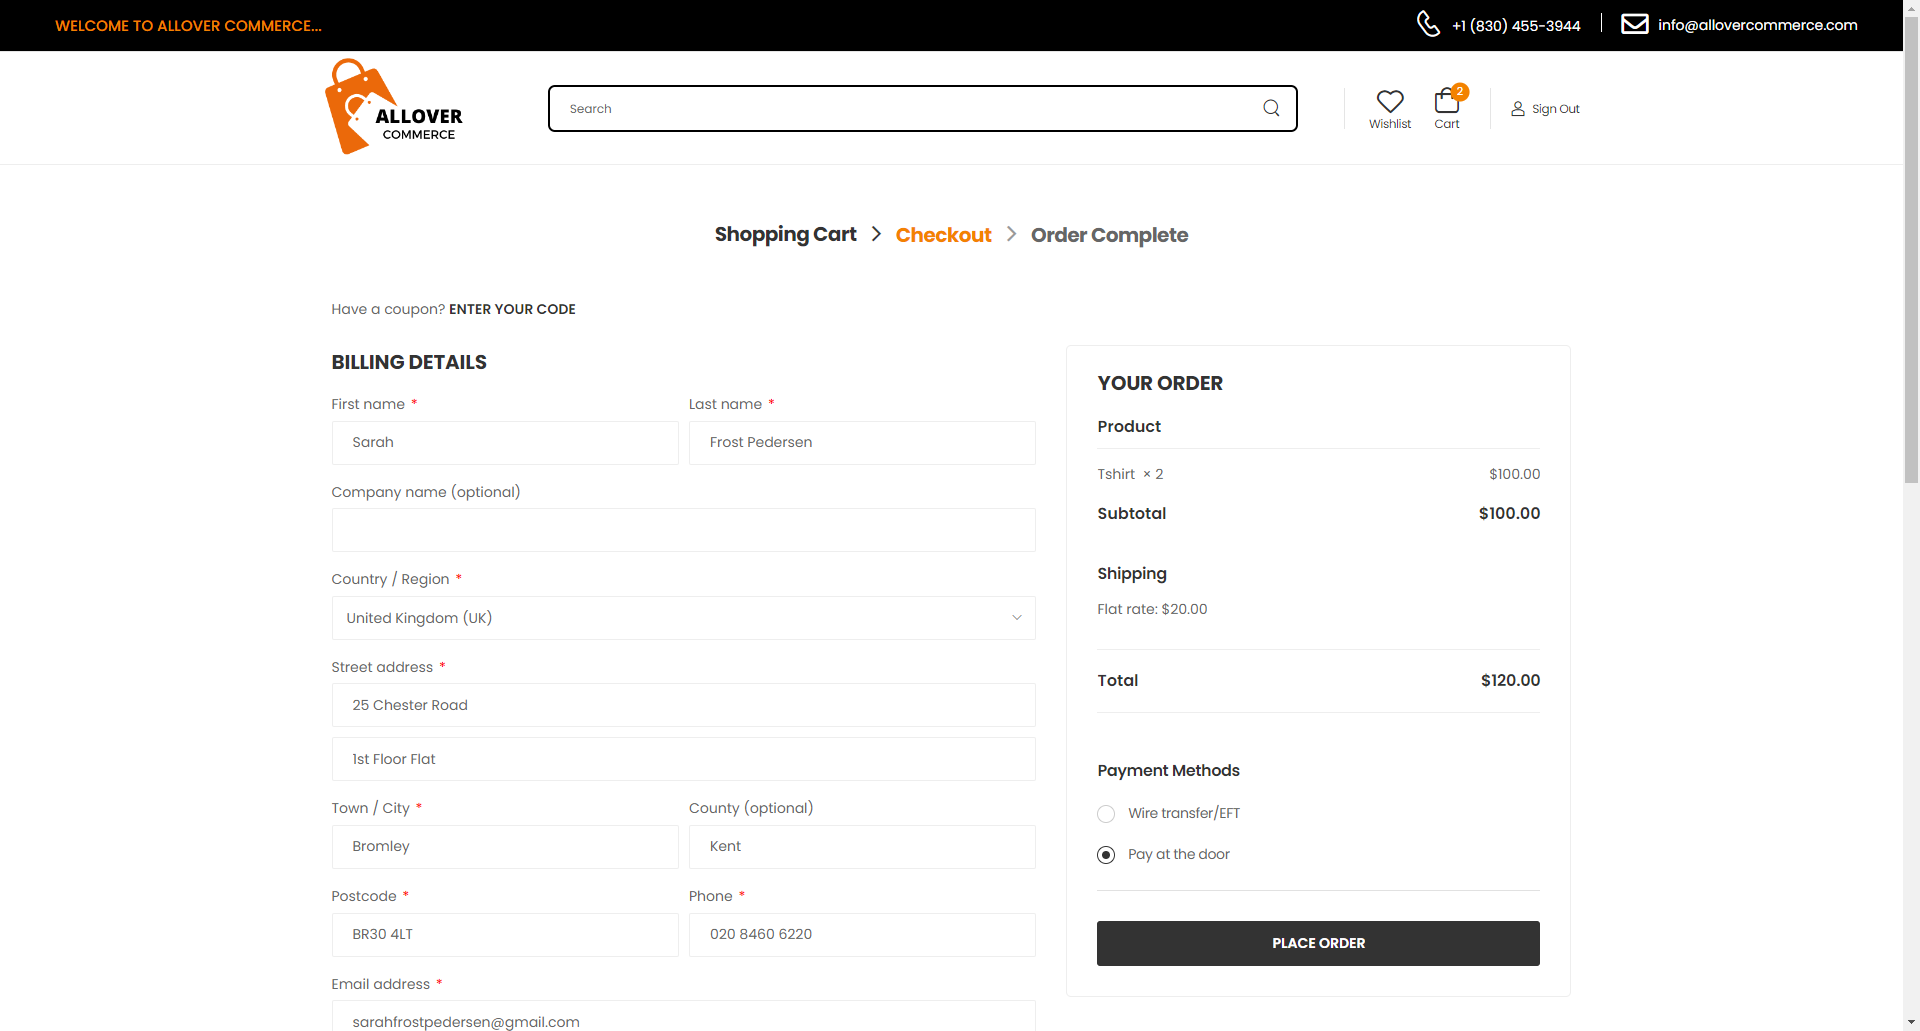 WELCOME TO ALLOVER COMMERCE...
+1 (830) 455-3944
info@allovercommerce.com
ALLOVER
COMMERCE
Search
Wishlist
2
Cart
Sign Out
Shopping Cart
Checkout
Order Complete
Have a coupon? ENTER YOUR CODE
BILLING DETAILS
First name *
Last name *
Sarah
Frost Pedersen
Company name (optional)
Country / Region *
United Kingdom (UK)
Street address *
25 Chester Road
1st Floor Flat
Town / City *
County (optional)
Bromley
Kent
Postcode *
Phone *
BR30 4LT
020 8460 6220
Email address *
sarahfrostpedersen@gmail.com
YOUR ORDER
Product
Tshirt × 2 $100.00
Subtotal $100.00
Shipping
Flat rate: $20.00
Total $120.00
Payment Methods
Wire transfer/EFT
Pay at the door
PLACE ORDER